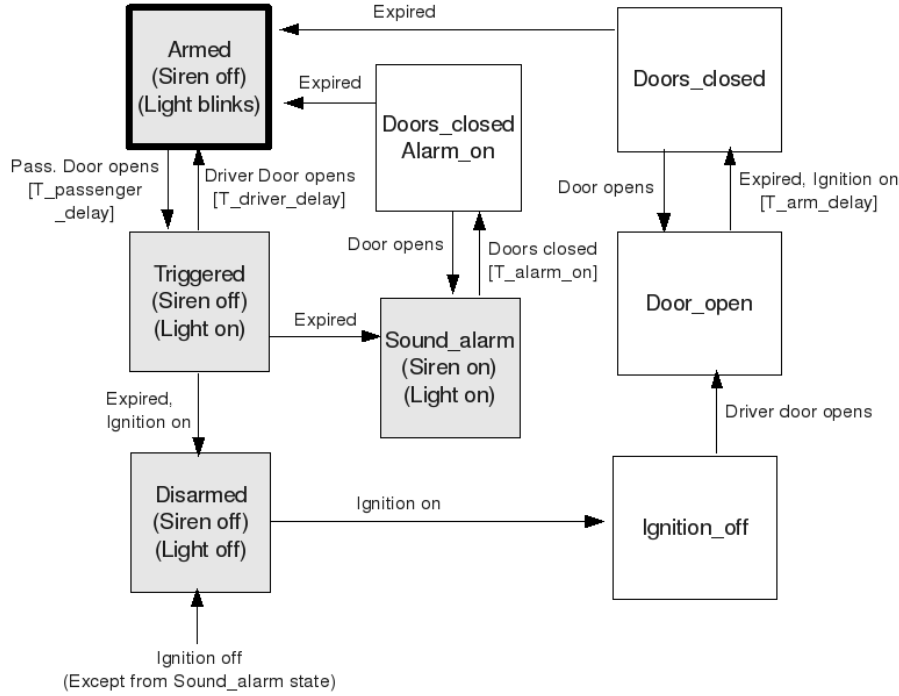 Expired
Armed
(Siren off)
(Light blinks)
Doors_closed
Expired
Doors_closed
Alarm_on
Pass. Door opens
[T_passenger
_delay]
Driver Door opens
[T_driver_delay]
Door opens
Expired, Ignition on
[T_arm_delay]
Door opens
Doors closed
[T_alarm_on]
Triggered
(Siren off)
(Light on)
Door_open
Expired
Sound_alarm
(Siren on)
(Light on)
Expired,
Ignition on
Driver door opens
Disarmed
(Siren off)
(Light off)
Ignition on
Ignition_off
Ignition off
(Except from Sound_alarm state)